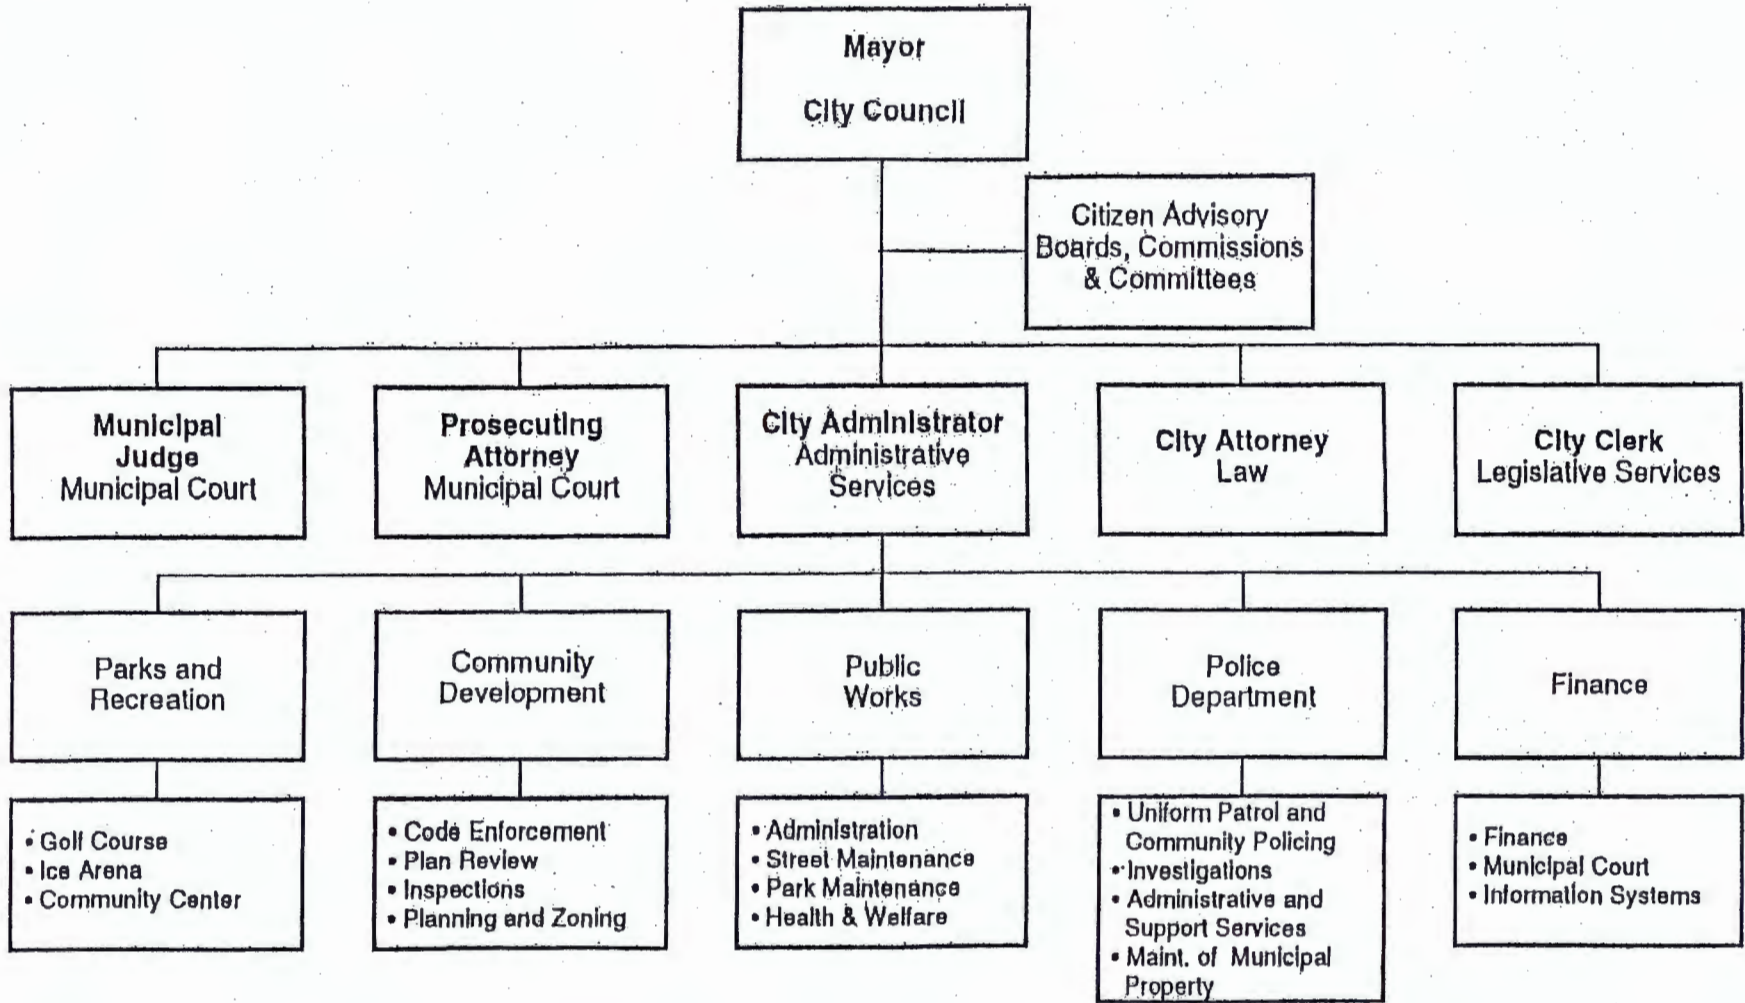 Mayor
City Council
Citizen Advisory
Boards, Commissions
& Committees
Municipal
Judge
Municipal Court
Prosecuting
Attorney
Municipal Court
City Administrator
Administrative
Services
City Attorney
Law
City Clerk
Legislative Services
Parks and
Recreation
Community
Development
Public
Works
Police
Department
Finance
• Golf Course
• Ice Arena
• Community Center
• Code Enforcement
• Plan Review
• Inspections
• Planning and Zoning
• Administration
• Street Maintenance
• Park Maintenance
• Health & Welfare
• Uniform Patrol and
Community Policing
• Investigations
• Administrative and
Support Services
• Maint. of Municipal
Property
• Finance
• Municipal Court
• Information Systems